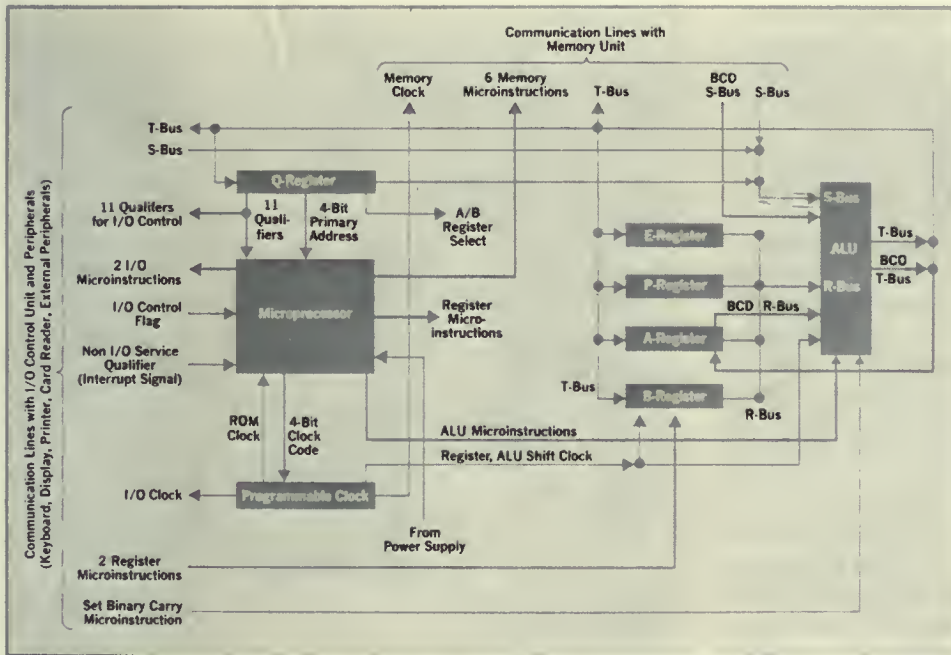 Communication Lines with
Memory Unit
Memory
Clock
6 Memory
Microinstructions
T-Bus
BCD
S-Bus
S-Bus
Communication Lines with I/O Control Unit and Peripherals
(Keyboard, Display, Printer, Card Reader, External Peripherals)
T-Bus
S-Bus
Q-Register
11 Qualifers
for I/O Control
11
Quali-
fiers
4-Bit
Primary
Address
A/B
Register
Select
S-Bus
ALU
R-Bus
T-Bus
BCD
T-Bus
E-Register
2 I/O
Microinstructions
P-Register
I/O Control
Flag
Microprocessor
Register
Micro-
instructions
BCD
R-Bus
A-Register
Non I/O Service
Qualifier
(Interrupt Signal)
T-Bus
B-Register
R-Bus
ROM
Clock
4-Bit
Clock
Code
ALU Microinstructions
Register, ALU Shift Clock
I/O Clock
Programmable Clock
From
Power Supply
2 Register
Microinstructions
Set Binary Carry
Microinstruction